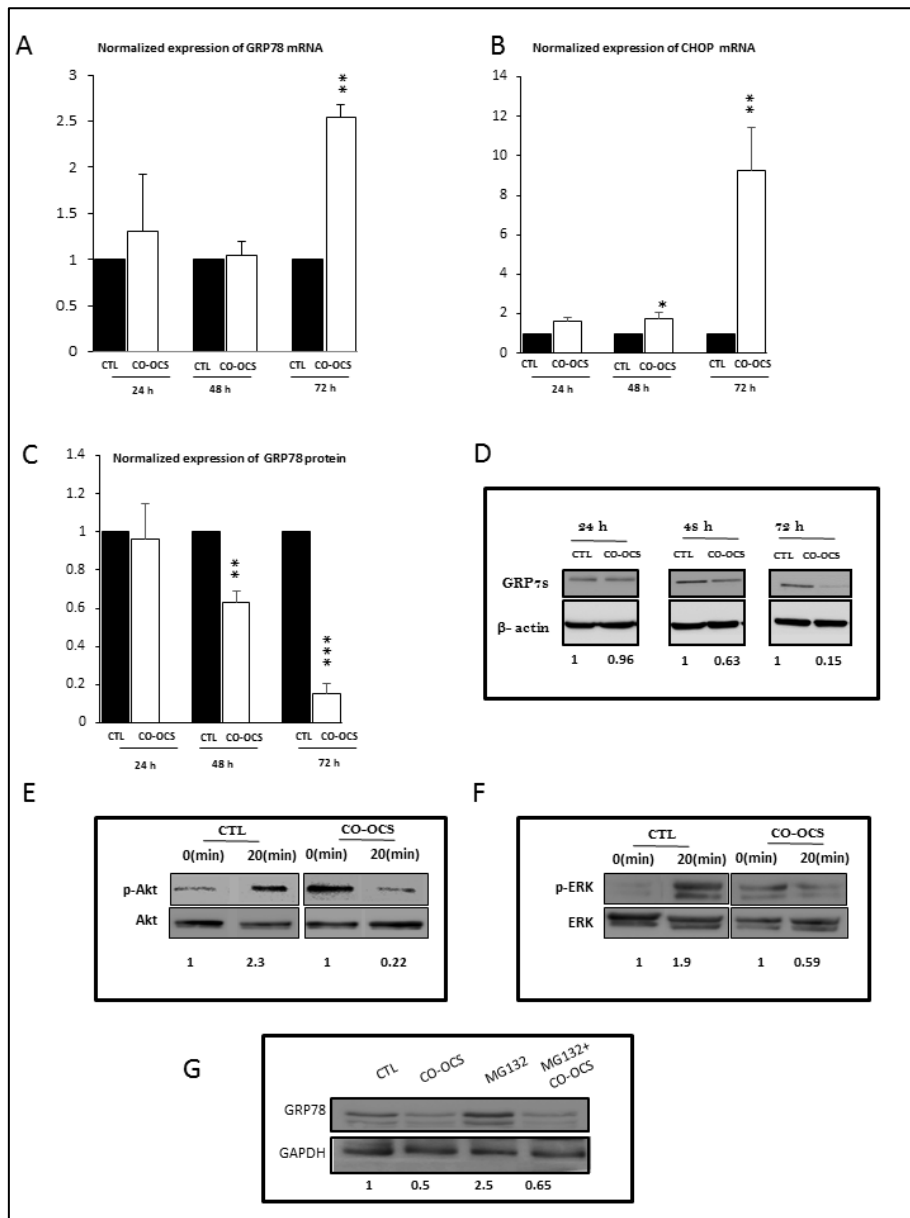 A
Normalized expression of GRP78 mRNA
3
2.5
2
1.5
1
0.5
0
**
CTL CO-OCS CTL CO-OCS CTL CO-OCS
24 h 48 h 72 h
B
Normalized expression of CHOP mRNA
14
12
10
8
6
4
2
0
*
**
CTL CO-OCS CTL CO-OCS CTL CO-OCS
24 h 48 h 72 h
C
Normalized expression of GRP78 protein
1.4
1.2
1
0.8
0.6
0.4
0.2
0
**
***
CTL CO-OCS CTL CO-OCS CTL CO-OCS
24 h 48 h 72 h
D
24 h 48 h 72 h
CTL CO-OCS CTL CO-OCS CTL CO-OCS
GRP7s
β- actin
1 0.96 1 0.63 1 0.15
E
CTL CO-OCS
0(min) 20(min) 0(min) 20(min)
p-Akt
Akt
1 2.3 1 0.22
F
CTL CO-OCS
0(min) 20(min) 0(min) 20(min)
p-ERK
ERK
1 1.9 1 0.59
G
CTL CO-OCS MG132 MG132+
CO-OCS
GRP78
GAPDH
1 0.5 2.5 0.65